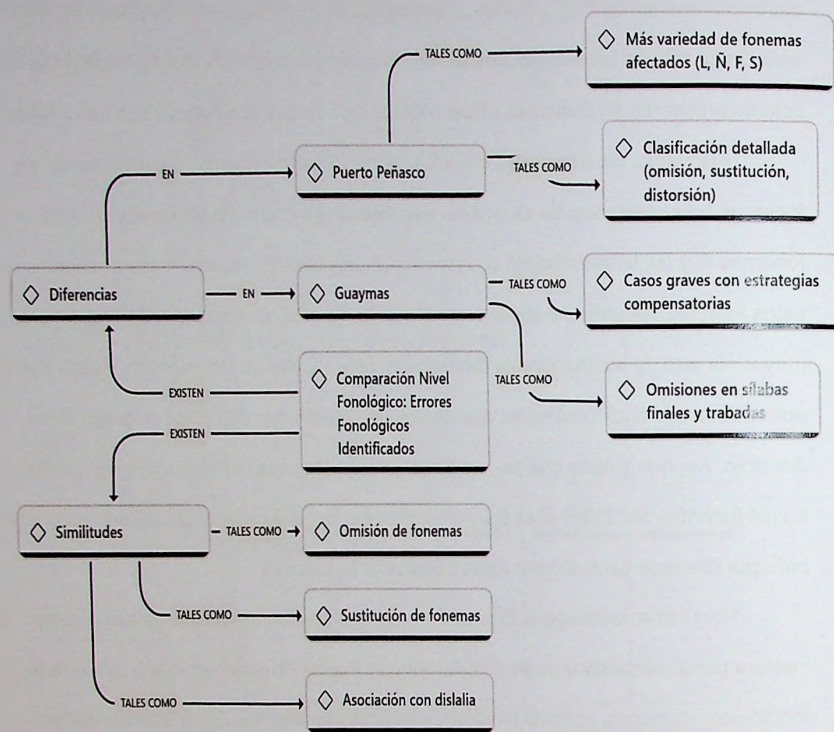 TALES COMO
Más variedad de fonemas
afectados (L, Ñ, F, S)
EN
Puerto Peñasco
TALES COMO
Clasificación detallada
(omisión, sustitución,
distorsión)
Diferencias
EN
Guaymas
TALES COMO
Casos graves con estrategias
compensatorias
TALES COMO
Omisiones en sílabas
finales y trabadas
EXISTEN
Comparación Nivel
Fonológico: Errores
Fonológicos
Identificados
EXISTEN
Similitudes
TALES COMO
Omisión de fonemas
TALES COMO
Sustitución de fonemas
TALES COMO
Asociación con dislalia